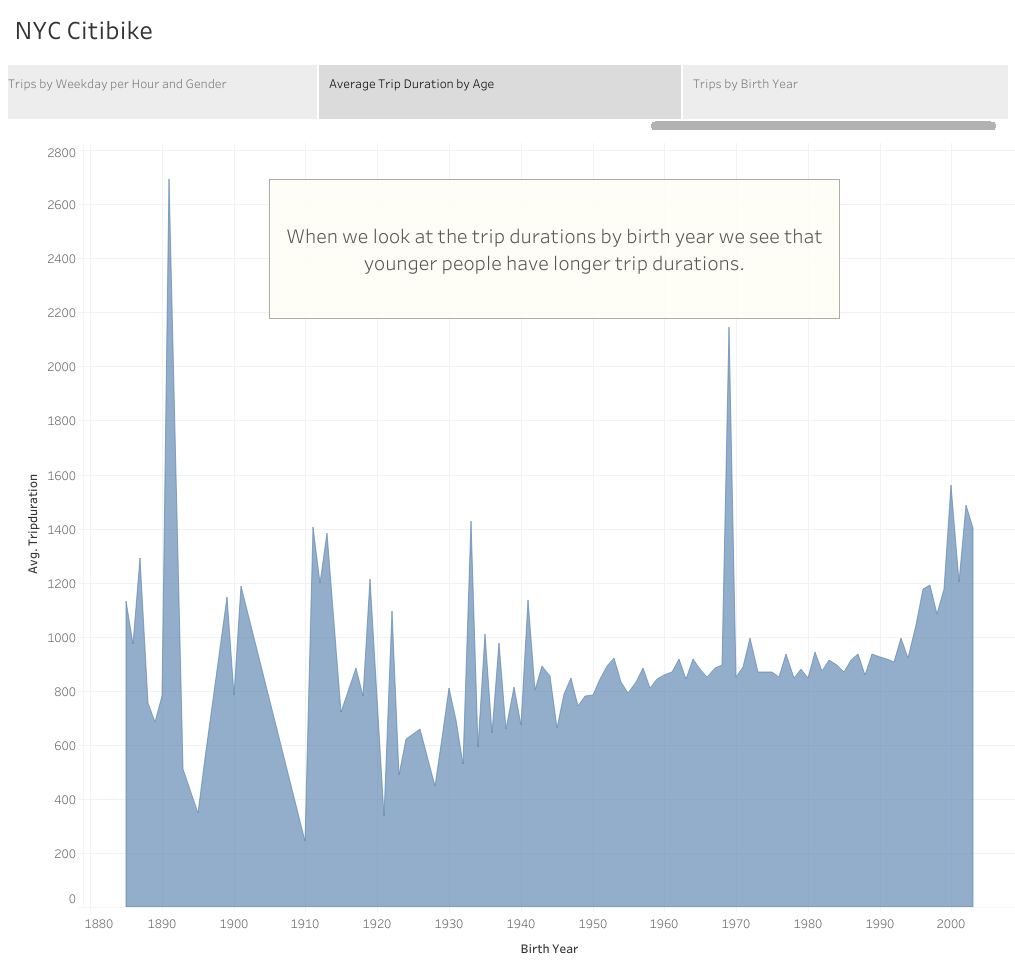 NYC Citibike
Trips by Weekday per Hour and Gender
Average Trip Duration by Age
Trips by Birth Year
When we look at the trip durations by birth year we see that
younger people have longer trip durations.
Avg. Tripduration
2800
2600
2400
2200
2000
1800
1600
1400
1200
1000
800
600
400
200
0
1880 1890 1900 1910 1920 1930 1940 1950 1960 1970 1980 1990 2000
Birth Year